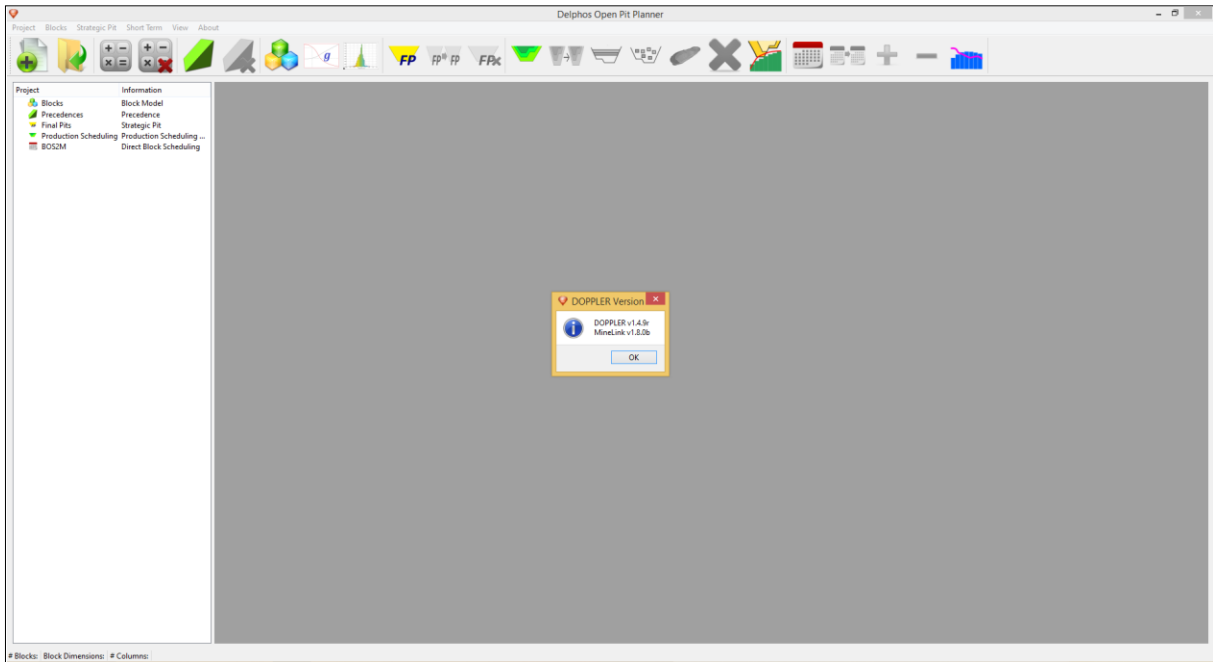 Delphos Open Pit Planner
Project Blocks Strategic Pit Short Term View About
g FP FP FP FPx
Project Information
Blocks Block Model
Precedences Precedence
Final Pits Strategic Pit
Production Scheduling Production Scheduling ...
BOS2M Direct Block Scheduling
DOPPLER Version
DOPPLER v1.4.9r
MineLink v1.8.0b
OK
# Blocks: Block Dimensions: # Columns: